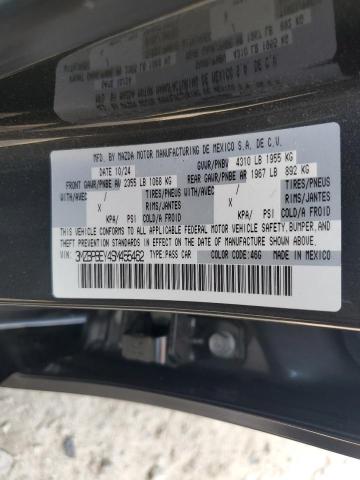 MFD. BY MAZDA MOTOR MANUFACTURING DE MEXICO S.A. DE C.V.
DATE 10/24 GVWR/PNBV 4310 LB 1955 KG
FRONT GAWR/PNBE AV 2355 LB 1068 KG REAR GAWR/PNBE AR 1967 LB 892 KG
WITH/AVEC / TIRES/PNEUS WITH/AVEC / TIRES/PNEUS
X RIMS/JANTES X RIMS/JANTES
KPA/ PSI COLD/A FROID KPA/ PSI COLD/A FROID
THIS VEHICLE CONFORMS TO ALL APPLICABLE FEDERAL MOTOR VEHICLE SAFETY BUMPER,
AND THEFT PREVENTION STANDARDS IN EFFECT ON THE DATE OF MANUFACTURE SHOWN ABOVE.
VIN: TYPE: PASS CAR COLOR CODE: 46G MADE IN MEXICO